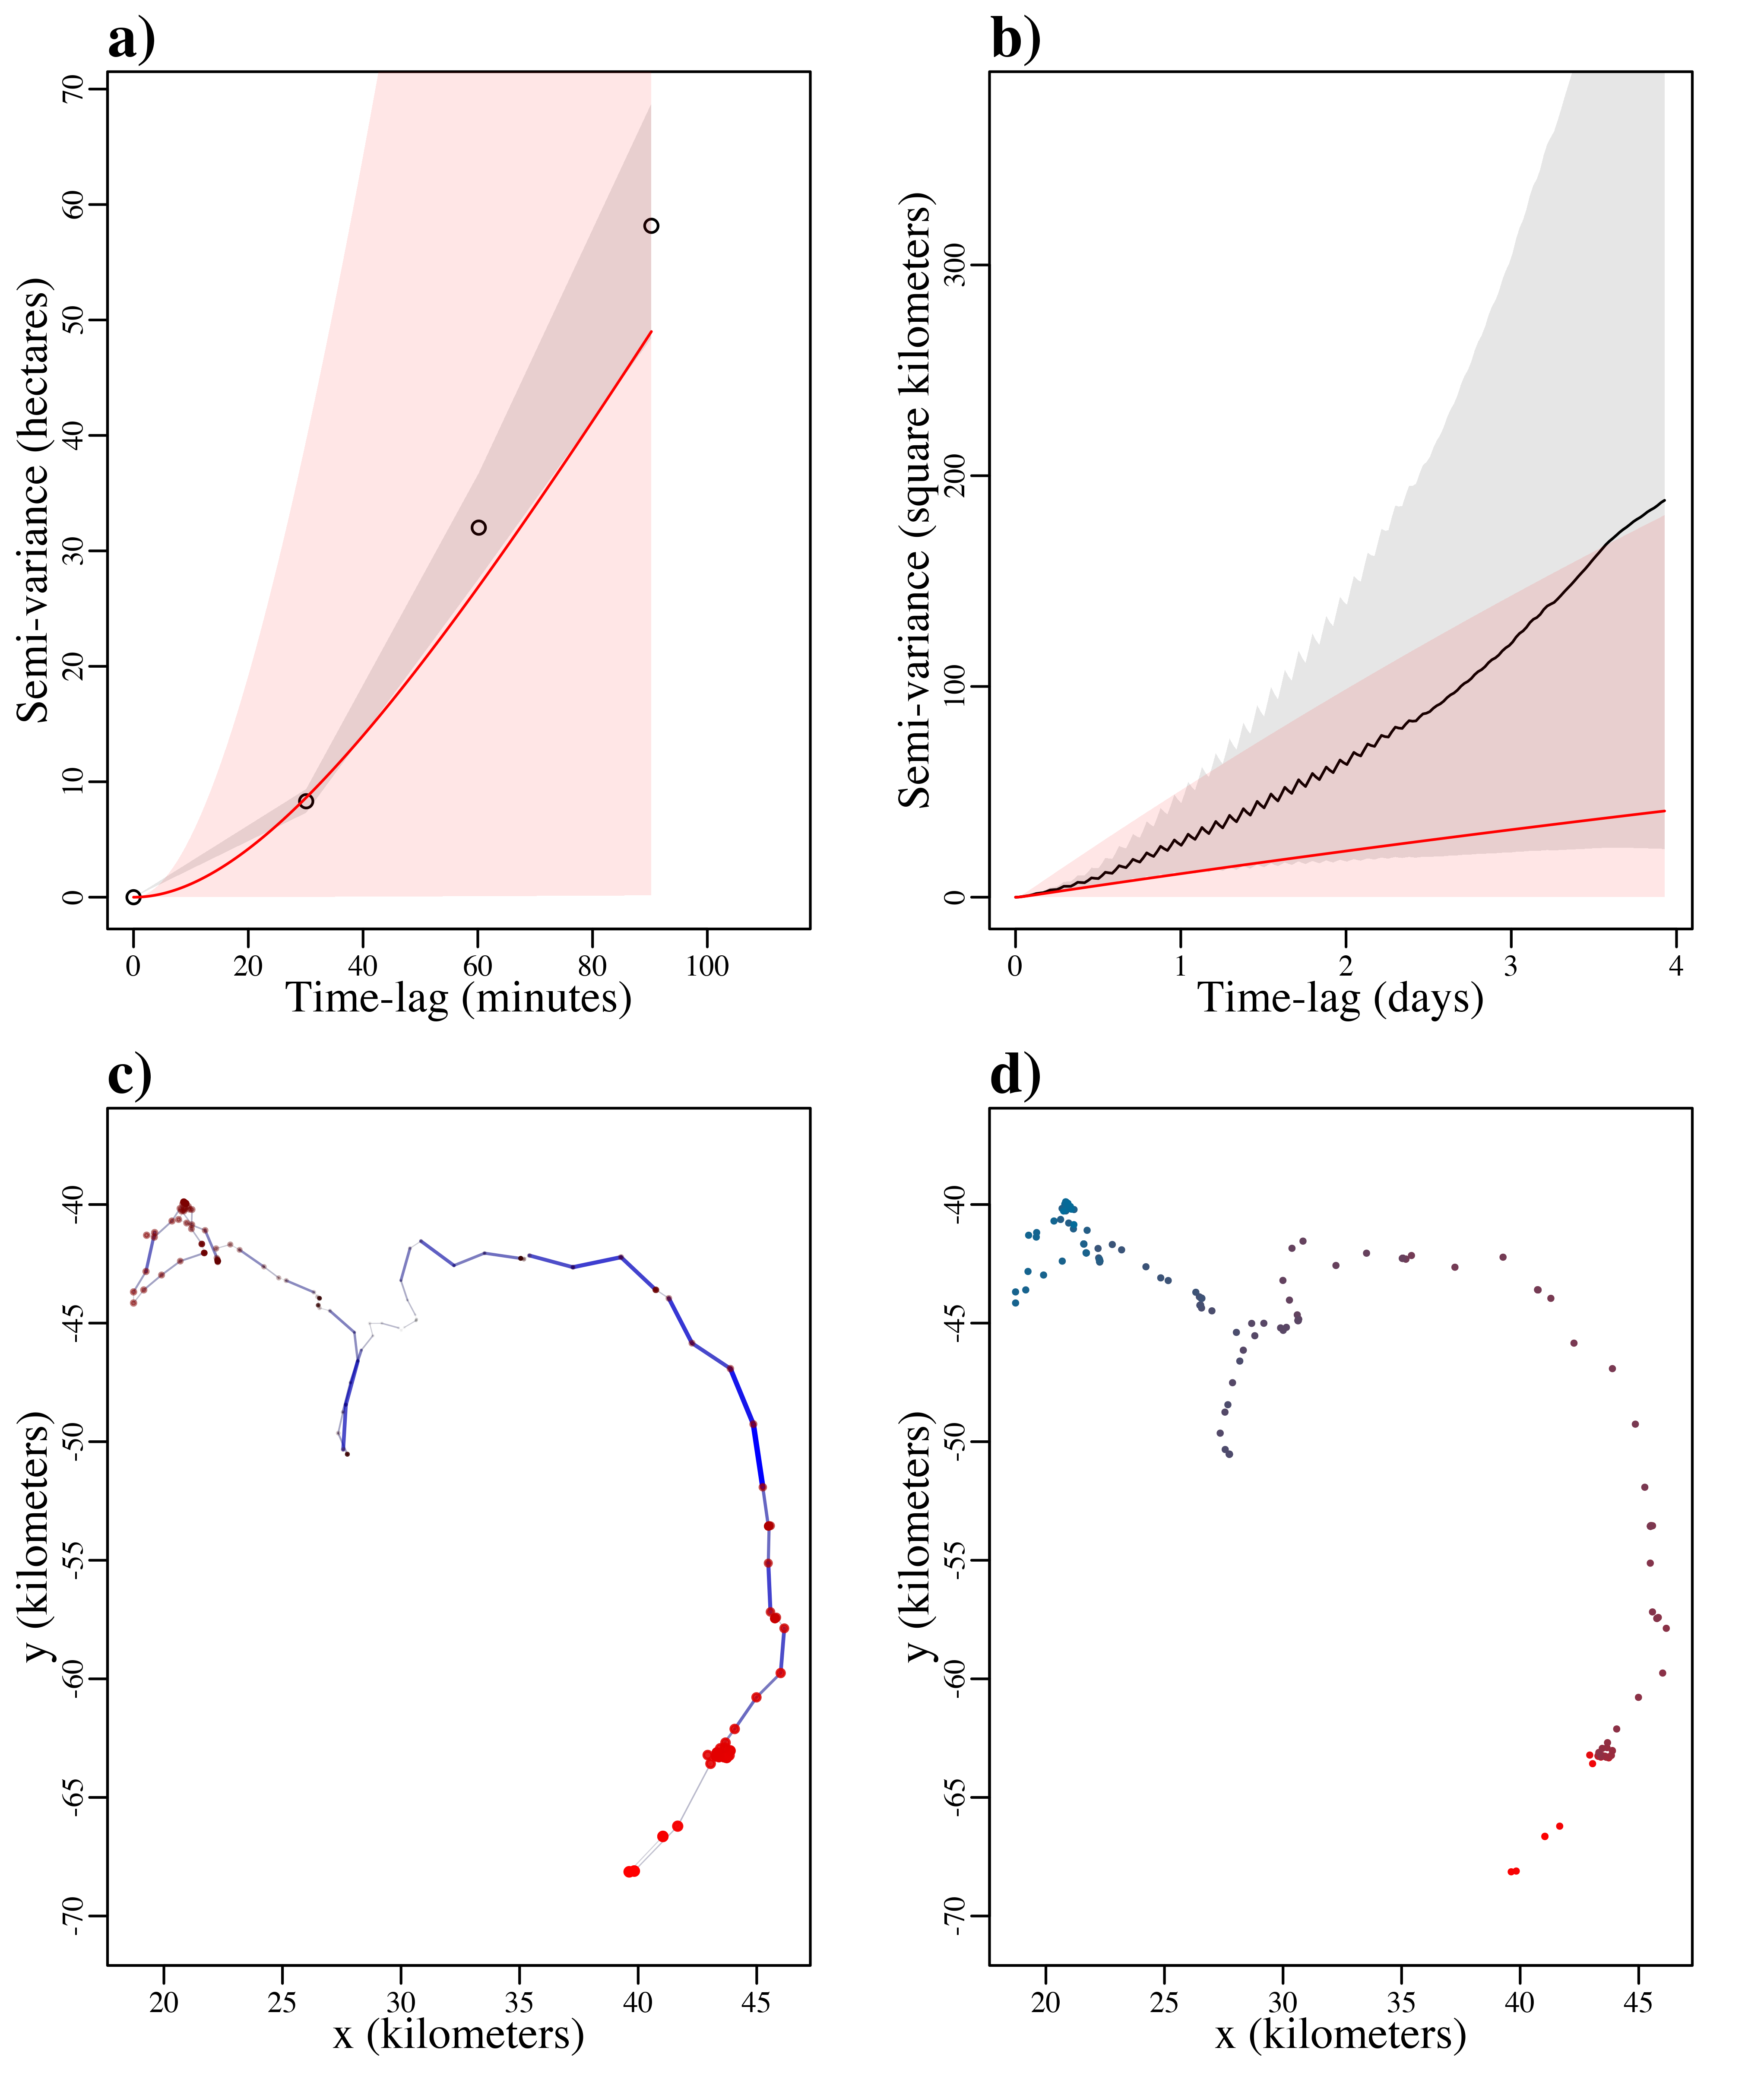 a)
70
60
50
40
30
20
10
0
Semi-variance (hectares)
0 20 40 60 80 100
Time-lag (minutes)
b)
300
200
100
0
Semi-variance (square kilometers)
0 1 2 3 4
Time-lag (days)
c)
-40
-45
-50
-55
-60
-65
-70
y (kilometers)
20 25 30 35 40 45
x (kilometers)
d)
-40
-45
-50
-55
-60
-65
-70
y (kilometers)
20 25 30 35 40 45
x (kilometers)